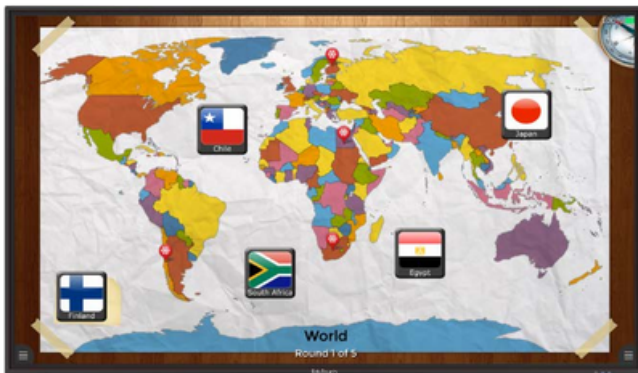 Japan
Chile
Egypt
South Africa
Finland
World
Round 1 of 5